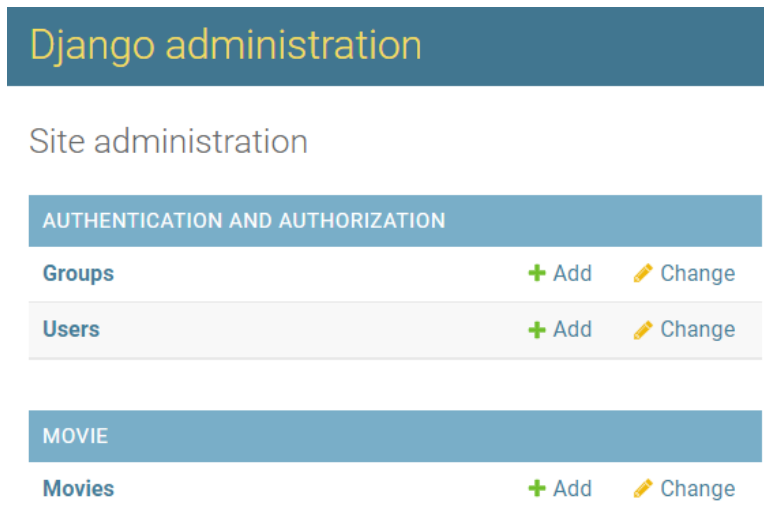 Django administration
Site administration
AUTHENTICATION AND AUTHORIZATION
Groups Add Change
Users Add Change
MOVIE
Movies Add Change